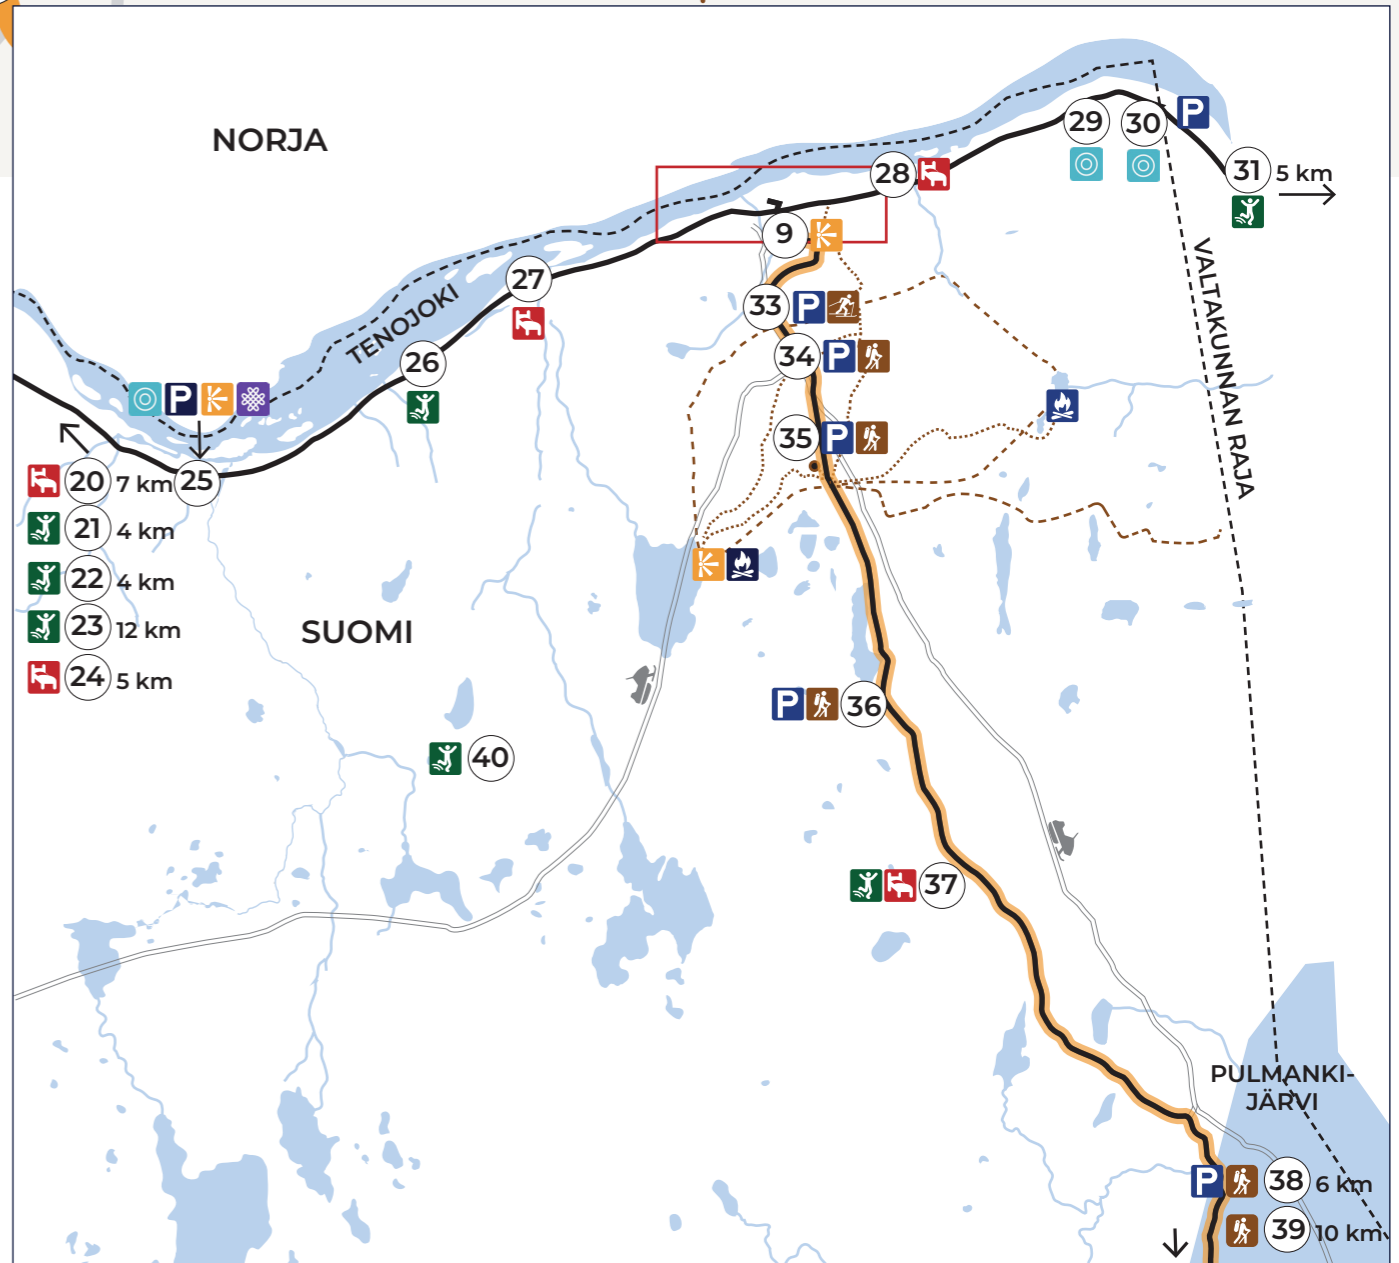 NORJA
29
30
P
31 5 km
28
9
VALTAKUNNAN RAJA
27
33 P
TENOJOKI
26
34 P
P
35 P
20 7 km
25
21 4 km
22 4 km
23 12 km
24 5 km
SUOMI
P 36
40
37
PULMANKI-
JÄRVI
P 38 6 km
39 10 km